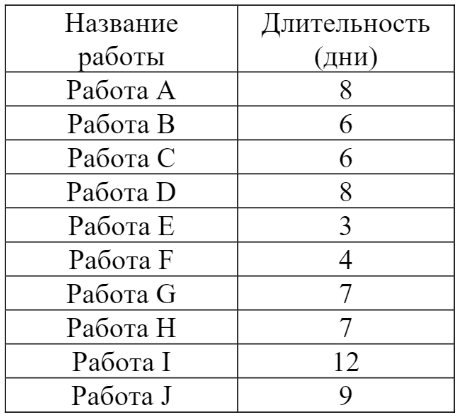 Название Длительность
работы (дни)
Работа A 8
Работа B 6
Работа C 6
Работа D 8
Работа E 3
Работа F 4
Работа G 7
Работа H 7
Работа I 12
Работа J 9